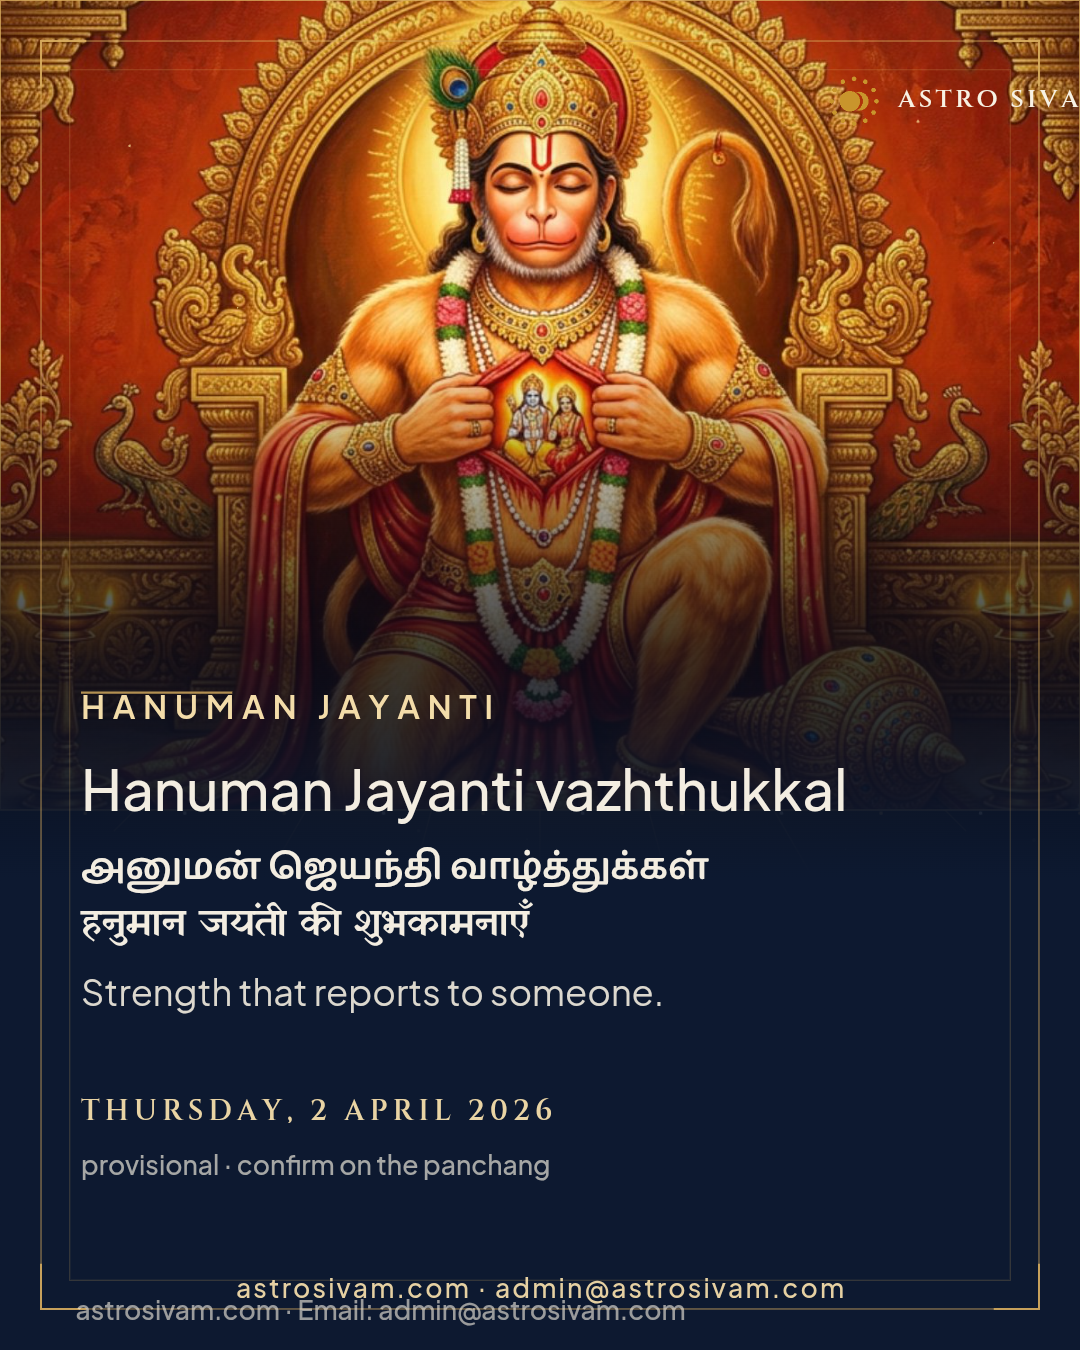 ASTRO SIVA
HANUMAN JAYANTI
Hanuman Jayanti vazhthukkal
அனுமன் ஜெயந்தி வாழ்த்துக்கள்
हनुमान जयंती की शुभकामनाएँ
Strength that reports to someone.
THURSDAY, 2 APRIL 2026
provisional · confirm on the panchang
astrosivam.com · admin@astrosivam.com
astrosivam.com · Email: admin@astrosivam.com